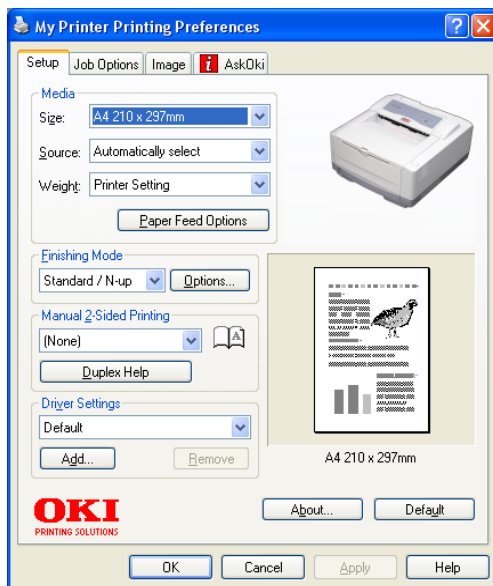 My Printer Printing Preferences
Setup Job Options Image i AskOki
Media
Size: A4 210 x 297mm
Source: Automatically select
Weight: Printer Setting
Paper Feed Options
Finishing Mode
Standard / N-up Options...
Manual 2-Sided Printing
(None) A
Duplex Help
Driver Settings
Default
Add... Remove
A4 210 x 297mm
OKI
PRINTING SOLUTIONS
About... Default
OK Cancel Apply Help